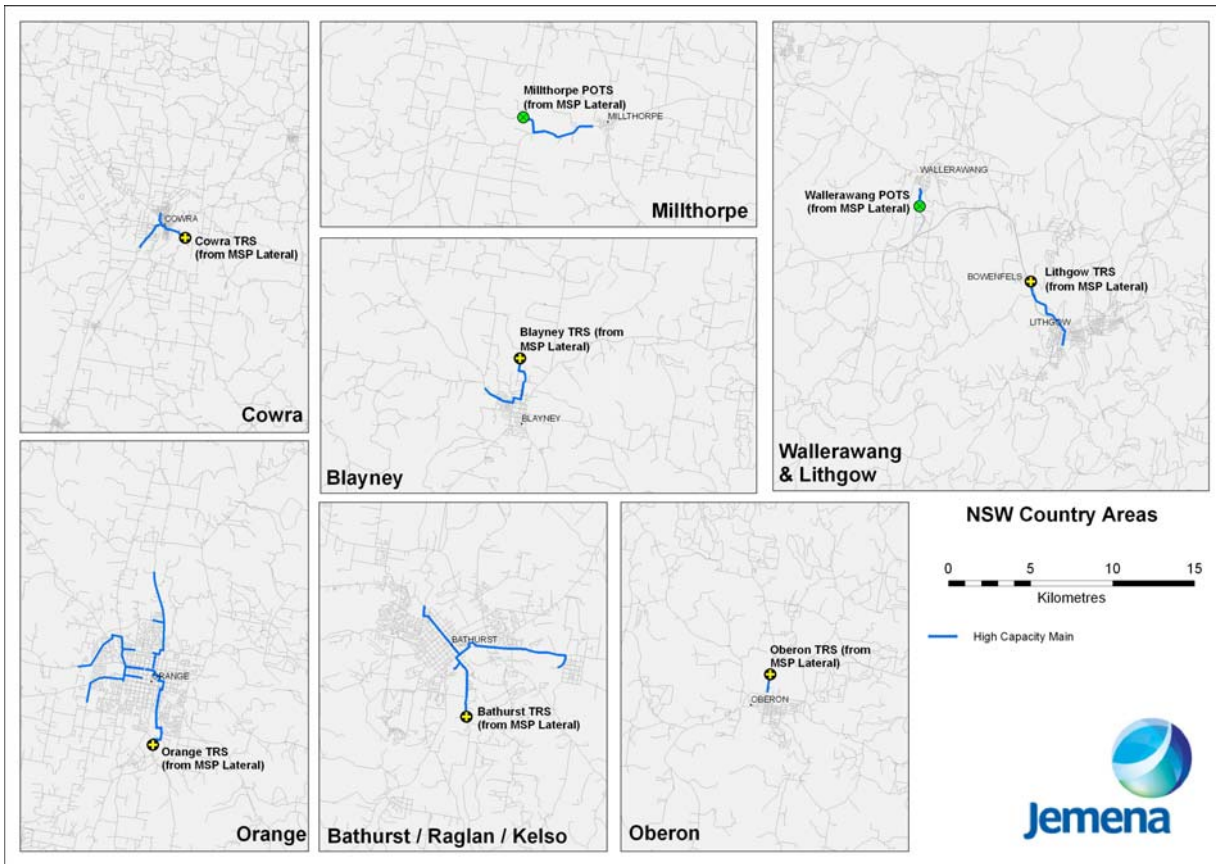 COWRA
Cowra TRS
(from MSP Lateral)
Cowra
Millthorpe POTS
(from MSP Lateral)
MILLTHORPE
Millthorpe
WALLERAWANG
Wallerawang POTS
(from MSP Lateral)
BOWENFELS
Lithgow TRS
(from MSP Lateral)
LITHGOW
Wallerawang
& Lithgow
Blayney TRS (from
MSP Lateral)
BLAYNEY
Blayney
ORANGE
Orange TRS
(from MSP Lateral)
Orange
BATHURST
Bathurst TRS
(from MSP Lateral)
Bathurst / Raglan / Kelso
Oberon TRS (from
MSP Lateral)
OBERON
Oberon
NSW Country Areas
0 5 10 15
Kilometres
High Capacity Main
Jemena